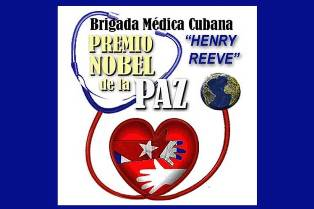 Brigada Médica Cubana
PREMIO
NOBEL
de la
PAZ
"HENRY
REEVE"